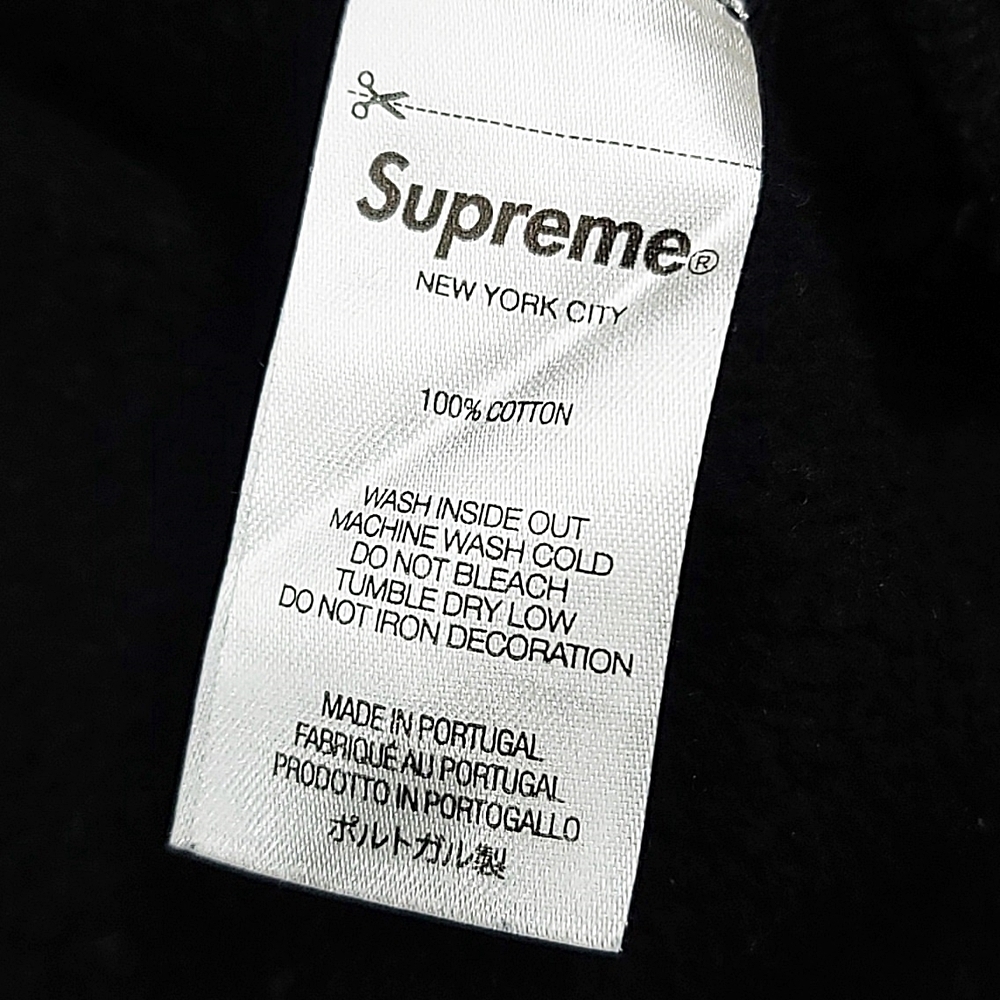 Supreme®
NEW YORK CITY
100% COTTON
WASH INSIDE OUT
MACHINE WASH COLD
DO NOT BLEACH
TUMBLE DRY LOW
DO NOT IRON DECORATION
MADE IN PORTUGAL
FABRIQUÉ AU PORTUGAL
PRODOTTO IN PORTOGALLO
ポルトガル製